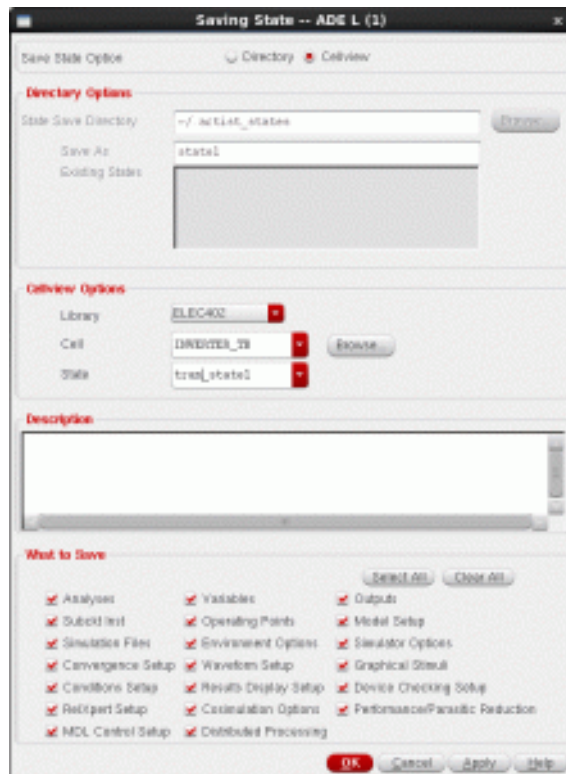 Saving State -- ADE L (1)
Save State Option Directory Cellview
Directory Options
State Save Directory ~/artist_states Browse...
Save As state1
Existing States
Cellview Options
Library ELEC402
Cell INVERTER_TB Browse...
State tran_state1
Description
What to Save
Select All Clear All
Analyses Variables Outputs
Subckt Inst Operating Points Model Setup
Simulation Files Environment Options Simulator Options
Convergence Setup Waveform Setup Graphical Stimuli
Conditions Setup Results Display Setup Device Checking Setup
RelXpert Setup Cosimulation Options Performance/Parasitic Reduction
MDL Control Setup Distributed Processing
OK Cancel Apply Help